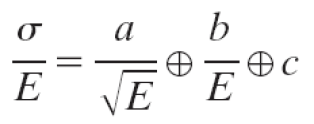 σ/E = a/√E ⊕ b/E ⊕ c